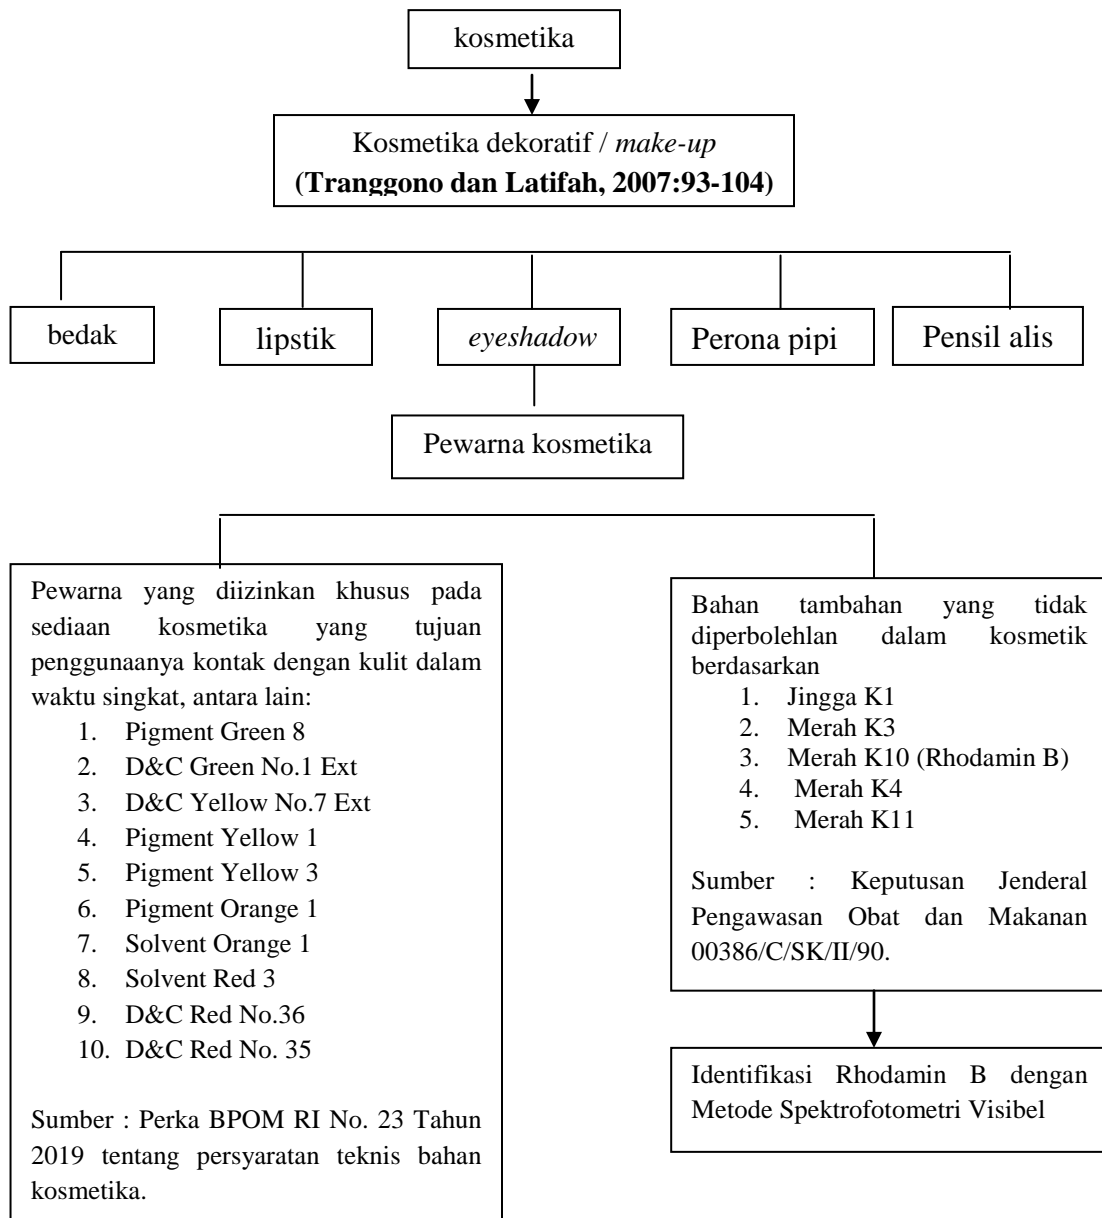 kosmetika
Kosmetika dekoratif / make-up
(Tranggono dan Latifah, 2007:93-104)
bedak
lipstik
eyeshadow
Perona pipi
Pensil alis
Pewarna kosmetika
Pewarna yang diizinkan khusus pada
sediaan kosmetika yang tujuan
penggunaanya kontak dengan kulit dalam
waktu singkat, antara lain:
1. Pigment Green 8
2. D&C Green No.1 Ext
3. D&C Yellow No.7 Ext
4. Pigment Yellow 1
5. Pigment Yellow 3
6. Pigment Orange 1
7. Solvent Orange 1
8. Solvent Red 3
9. D&C Red No.36
10. D&C Red No. 35
Sumber : Perka BPOM RI No. 23 Tahun
2019 tentang persyaratan teknis bahan
kosmetika.
Bahan tambahan yang tidak
diperbolehlan dalam kosmetik
berdasarkan
1. Jingga K1
2. Merah K3
3. Merah K10 (Rhodamin B)
4. Merah K4
5. Merah K11
Sumber : Keputusan Jenderal
Pengawasan Obat dan Makanan
00386/C/SK/II/90.
Identifikasi Rhodamin B dengan
Metode Spektrofotometri Visibel